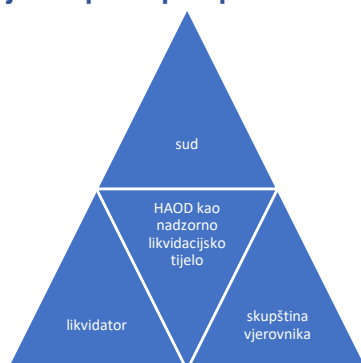 sud
HAOD kao
nadzorno
likvidacijsko
tijelo
likvidator
skupština
vjerovnika